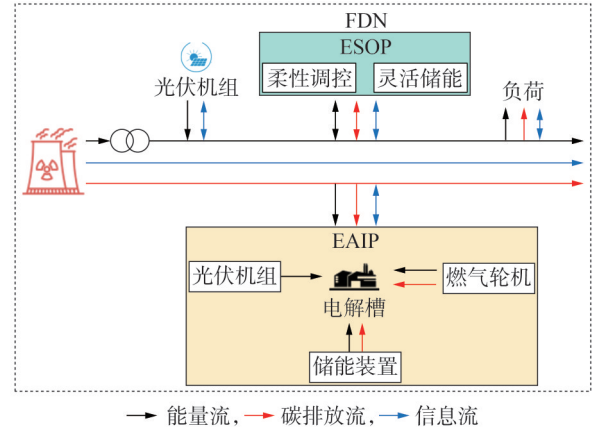 FDN
ESOP
柔性调控
灵活储能
光伏机组
负荷
EAIP
光伏机组
燃气轮机
电解槽
储能装置
能量流, 碳排放流, 信息流